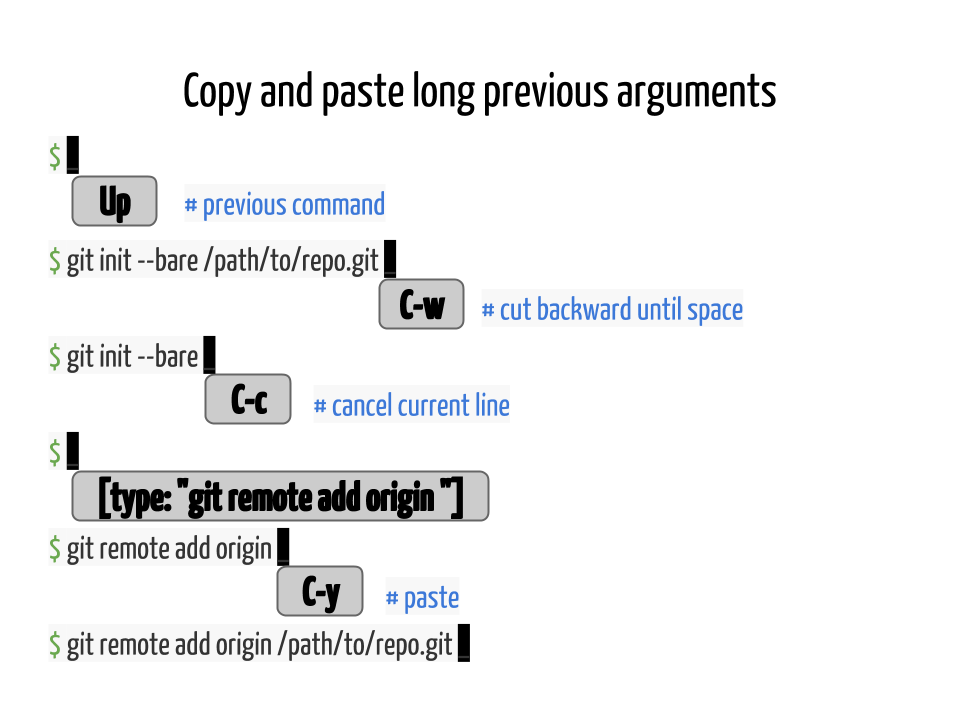 Copy and paste long previous arguments
$
Up # previous command
$ git init --bare /path/to/repo.git
C-w # cut backward until space
$ git init --bare
C-c # cancel current line
$
[type: "git remote add origin "]
$ git remote add origin
C-y # paste
$ git remote add origin /path/to/repo.git